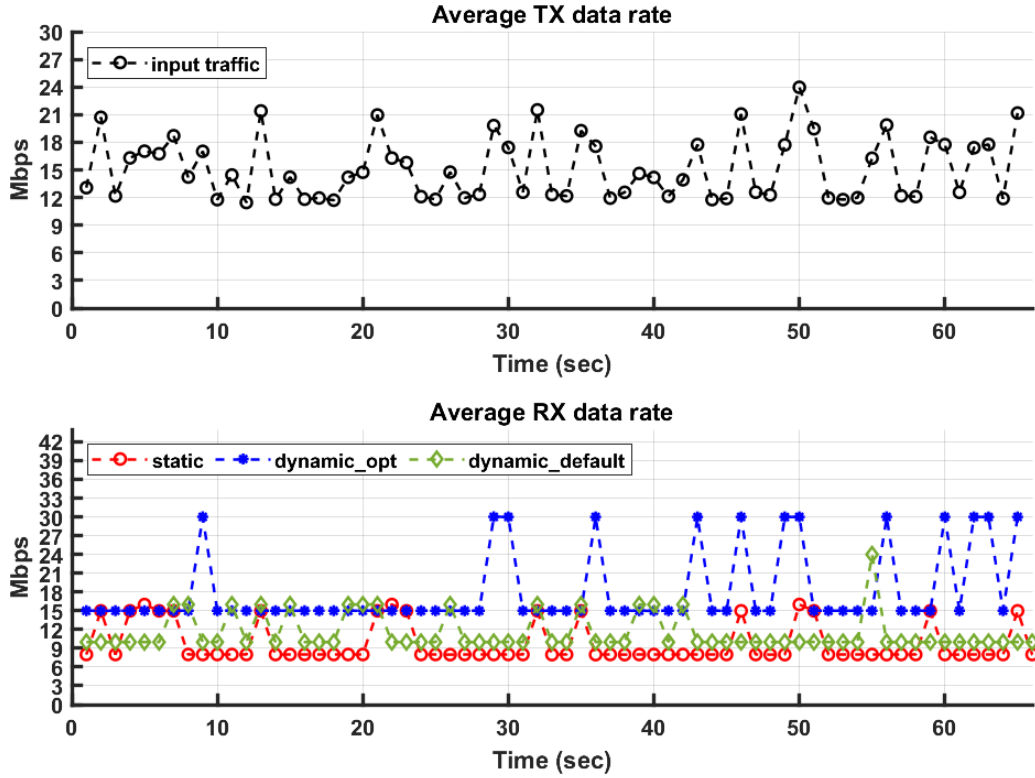 Average TX data rate
30
27
24
21
18
15
12
9
6
3
0
Mbps
input traffic
0 10 20 30 40 50 60
Time (sec)
Average RX data rate
42
39
36
33
30
27
24
21
18
15
12
9
6
3
0
Mbps
static dynamic_opt dynamic_default
0 10 20 30 40 50 60
Time (sec)